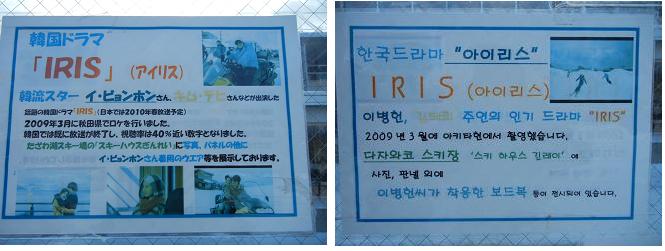 韓国ドラマ
「IRIS」（アイリス）
韓流スター イ・ビョンホンさん、キム・テヒさんなどが出演した
話題の韓国ドラマ「IRIS」（日本では2010年春放送予定）
2009年3月に秋田県でロケを行いました。
韓国では既に放送が終了し、視聴率は40％近い数字となりました。
たざわ湖スキー場の「スキーハウスぎんれい」に写真、パネルの他に
イ・ビョンホンさん着用のウエア等を展示しております。
한국드라마 "아이리스"
IRIS (아이리스)
이병헌, 김태희 주연의 인기 드라마 "IRIS"
2009년 3월에 아키타현에서 촬영했습니다.
다자와코 스키장 '스키 하우스 긴레이' 에
사진, 판넬 외에
이병헌씨가 착용한 보드복 등이 전시되어 있습니다.